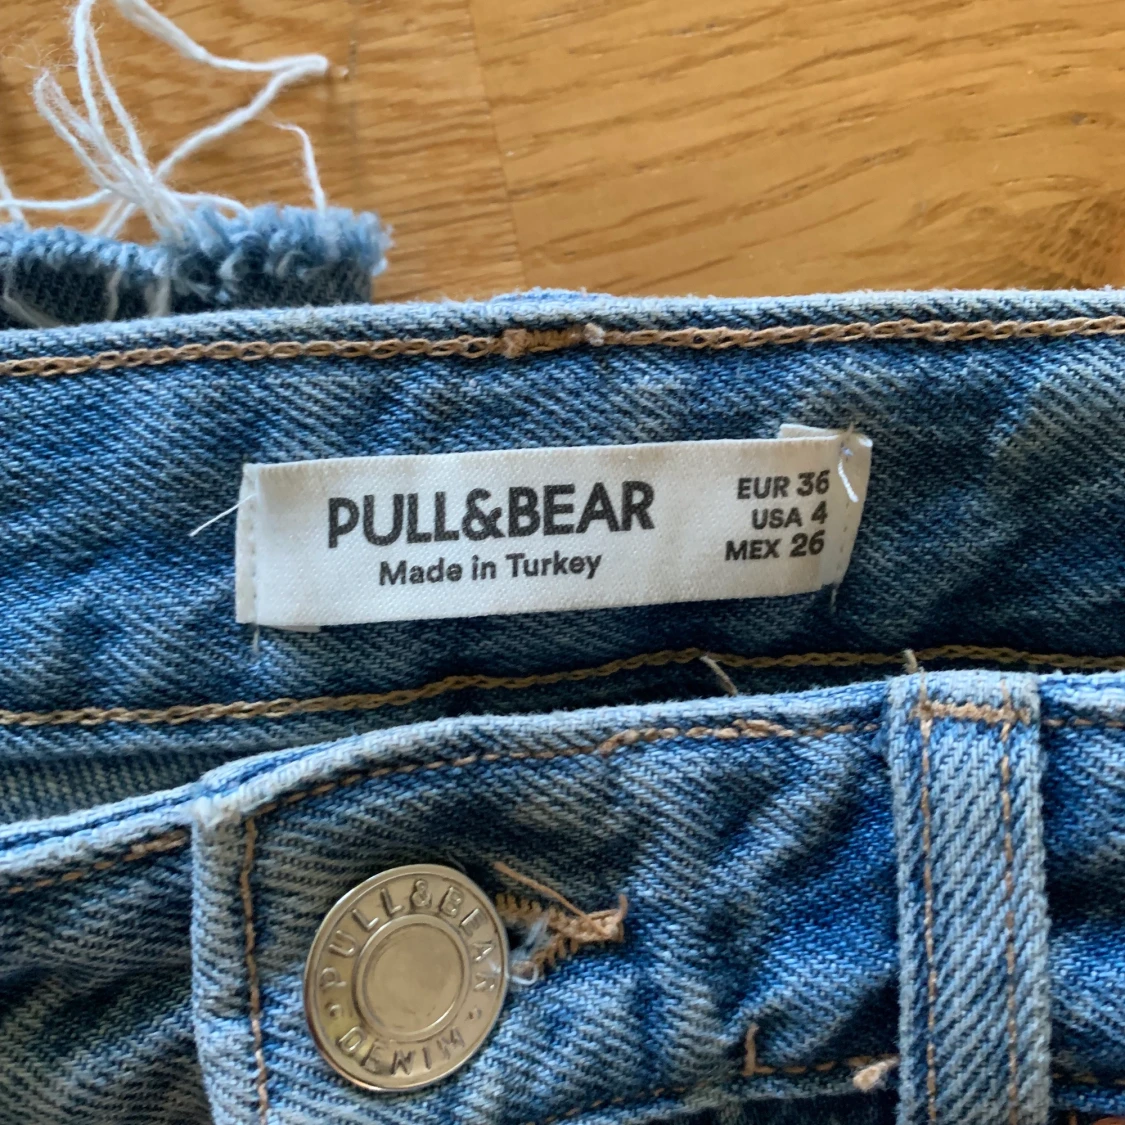 PULL&BEAR
Made in Turkey
EUR 36
USA 4
MEX 26
PULL&BEAR
DENIM